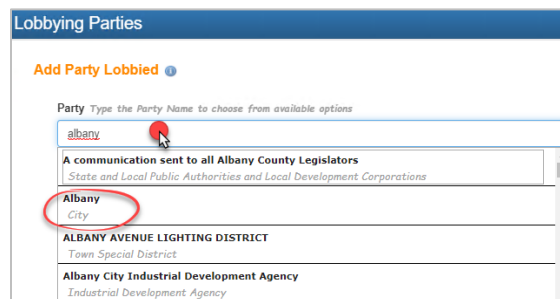 Lobbying Parties
Add Party Lobbied
Party Type the Party Name to choose from available options
albany
A communication sent to all Albany County Legislators
State and Local Public Authorities and Local Development Corporations
Albany
City
ALBANY AVENUE LIGHTING DISTRICT
Town Special District
Albany City Industrial Development Agency
Industrial Development Agency